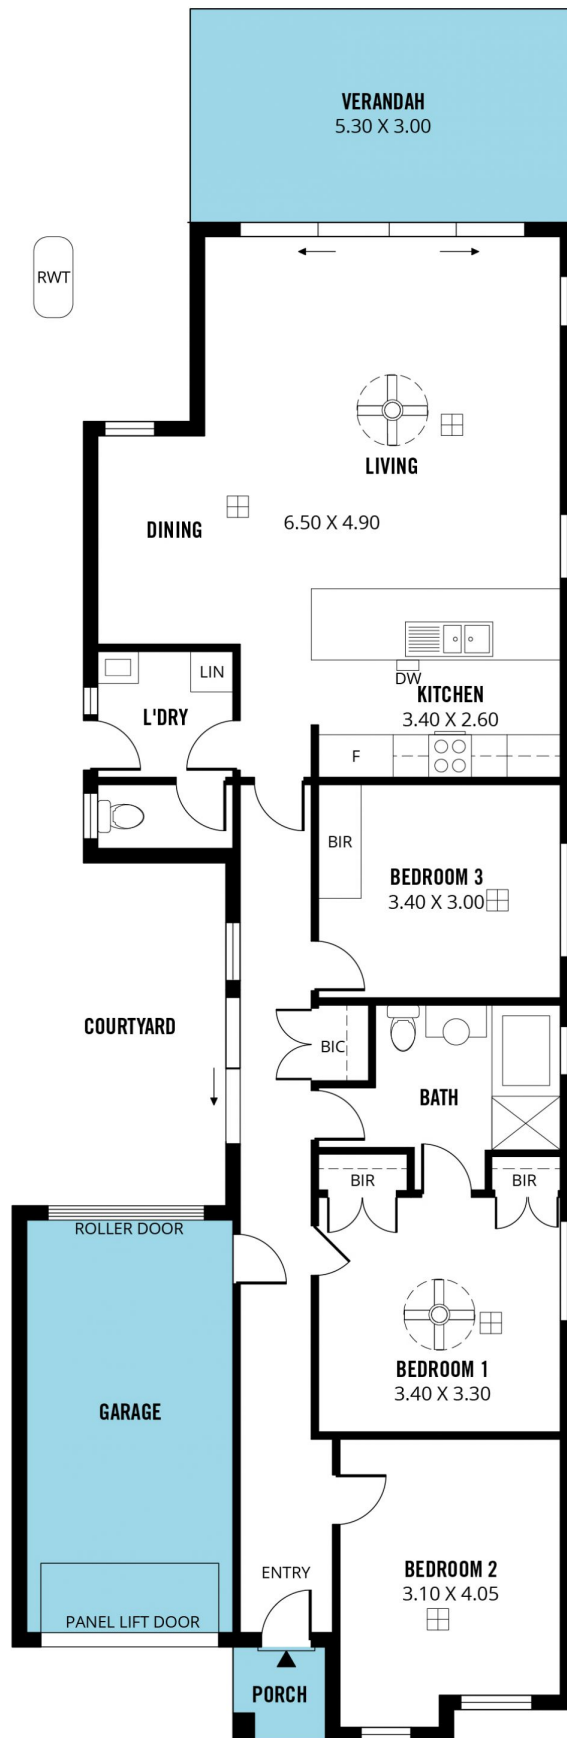 VERANDAH
5.30 X 3.00
RWT
LIVING
DINING
6.50 X 4.90
LIN
DW
KITCHEN
3.40 X 2.60
L'DRY
F
BIR
BEDROOM 3
3.40 X 3.00
COURTYARD
BIC
BATH
BIR
BIR
ROLLER DOOR
BEDROOM 1
3.40 X 3.30
GARAGE
ENTRY
BEDROOM 2
3.10 X 4.05
PANEL LIFT DOOR
PORCH